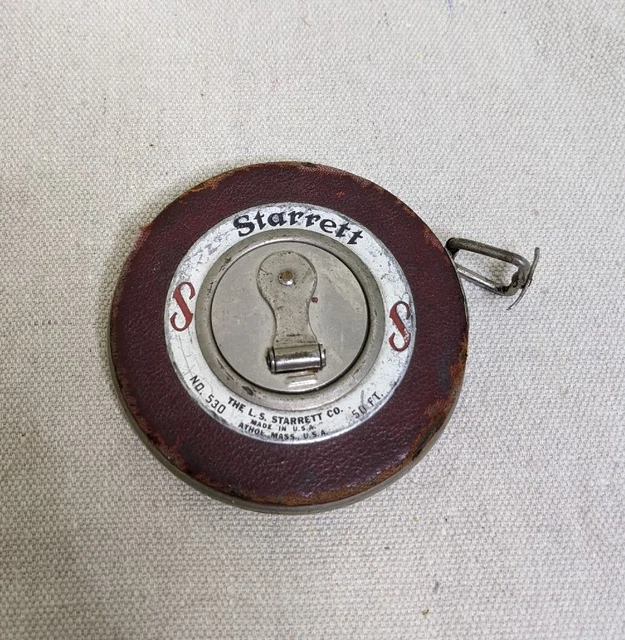 Starrett
S S
NO. 530
THE L. S. STARRETT CO.
MADE IN U.S.A.
ATHOL, MASS., U.S.A.
50 FT.